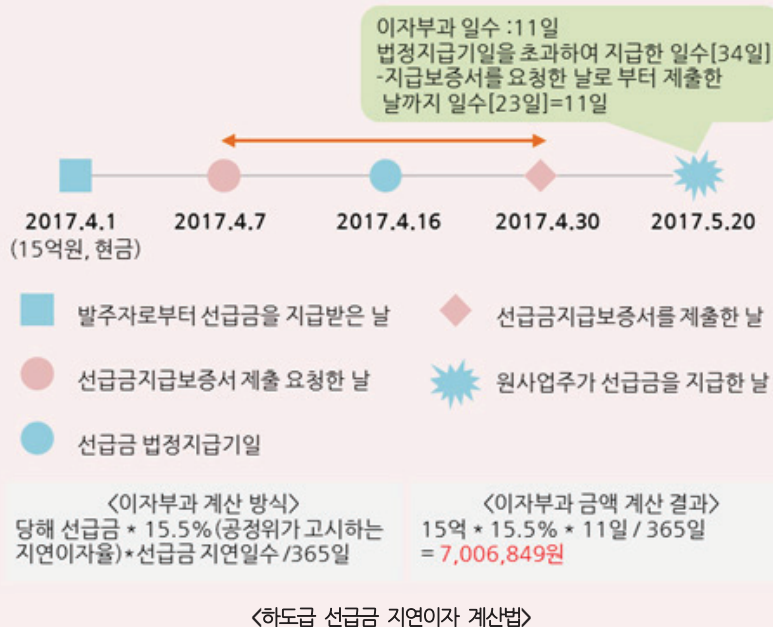 이자부과 일수 :11일
법정지급기일을 초과하여 지급한 일수[34일]
-지급보증서를 요청한 날로 부터 제출한
날까지 일수[23일]=11일
2017.4.1
(15억원, 현금)
2017.4.7
2017.4.16
2017.4.30
2017.5.20
발주자로부터 선급금을 지급받은 날
선급금지급보증서를 제출한 날
선급금지급보증서 제출 요청한 날
원사업주가 선급금을 지급한 날
선급금 법정지급기일
<이자부과 계산 방식>
당해 선급금 * 15.5%(공정위가 고시하는
지연이자율)*선급금 지연일수 /365일
<이자부과 금액 계산 결과>
15억 * 15.5% * 11일 / 365일
= 7,006,849원
<하도급 선급금 지연이자 계산법>